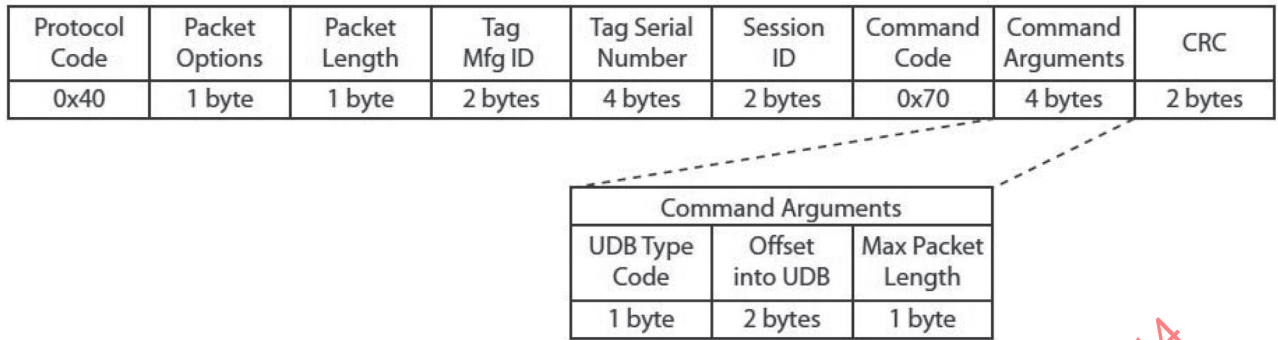 Protocol Code Packet Options Packet Length Tag Mfg ID Tag Serial Number Session ID Command Code Command Arguments CRC
0x40 1 byte 1 byte 2 bytes 4 bytes 2 bytes 0x70 4 bytes 2 bytes
Command Arguments
UDB Type Code Offset into UDB Max Packet Length
1 byte 2 bytes 1 byte